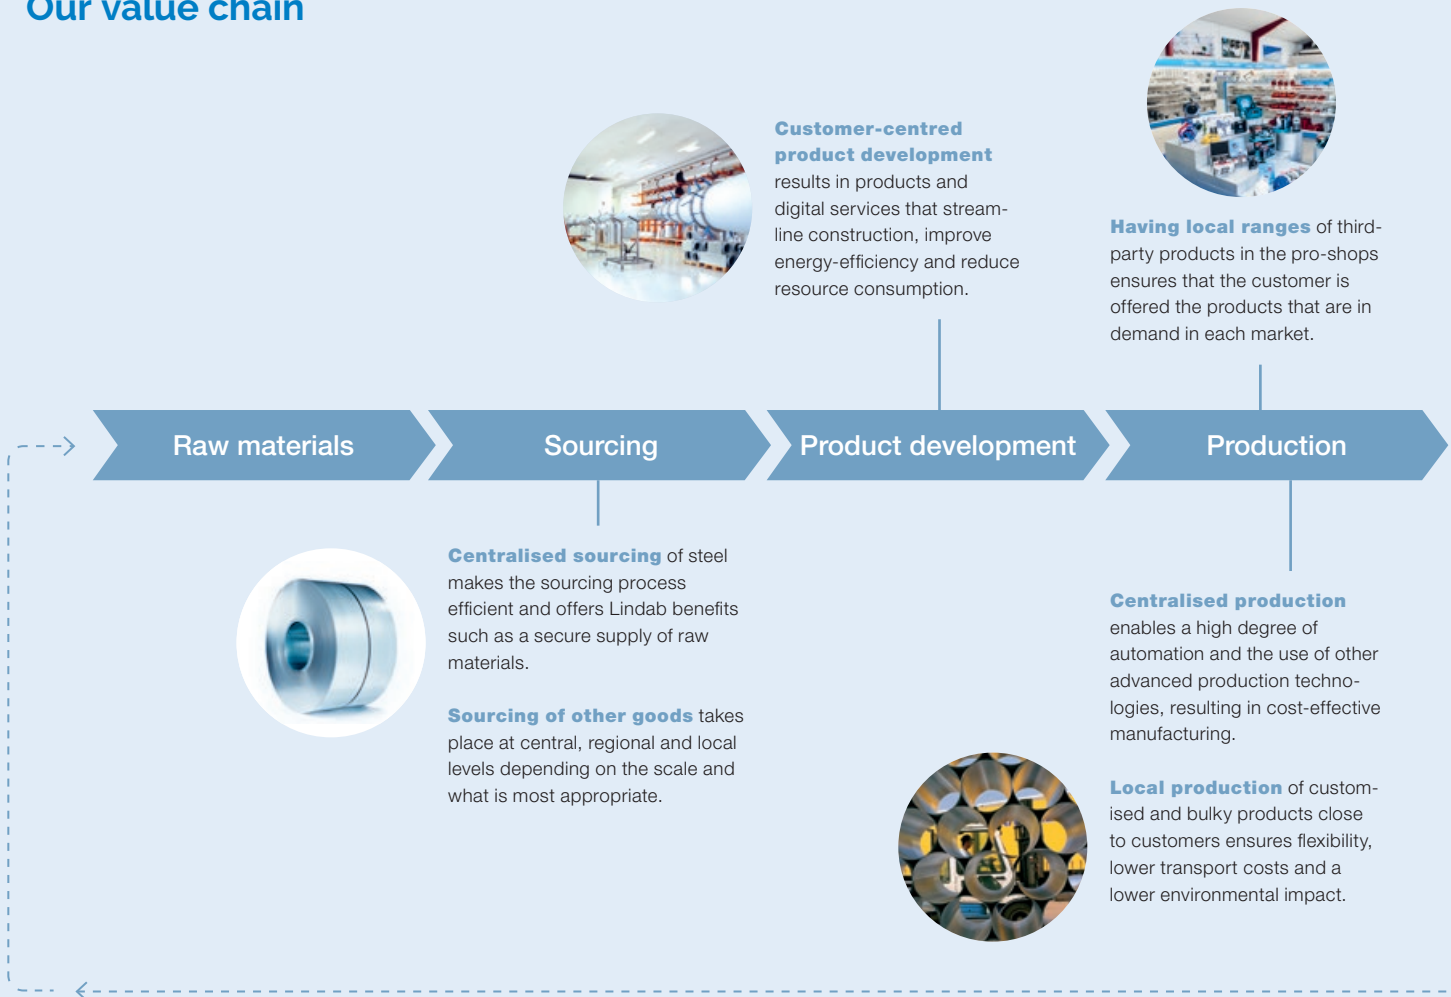 Our value chain
Customer-centred
product development
results in products and
digital services that stream-
line construction, improve
energy-efficiency and reduce
resource consumption.
Having local ranges of third-
party products in the pro-shops
ensures that the customer is
offered the products that are in
demand in each market.
Raw materials
Sourcing
Product development
Production
Centralised sourcing of steel
makes the sourcing process
efficient and offers Lindab benefits
such as a secure supply of raw
materials.
Sourcing of other goods takes
place at central, regional and local
levels depending on the scale and
what is most appropriate.
Centralised production
enables a high degree of
automation and the use of other
advanced production techno-
logies, resulting in cost-effective
manufacturing.
Local production of custom-
ised and bulky products close
to customers ensures flexibility,
lower transport costs and a
lower environmental impact.